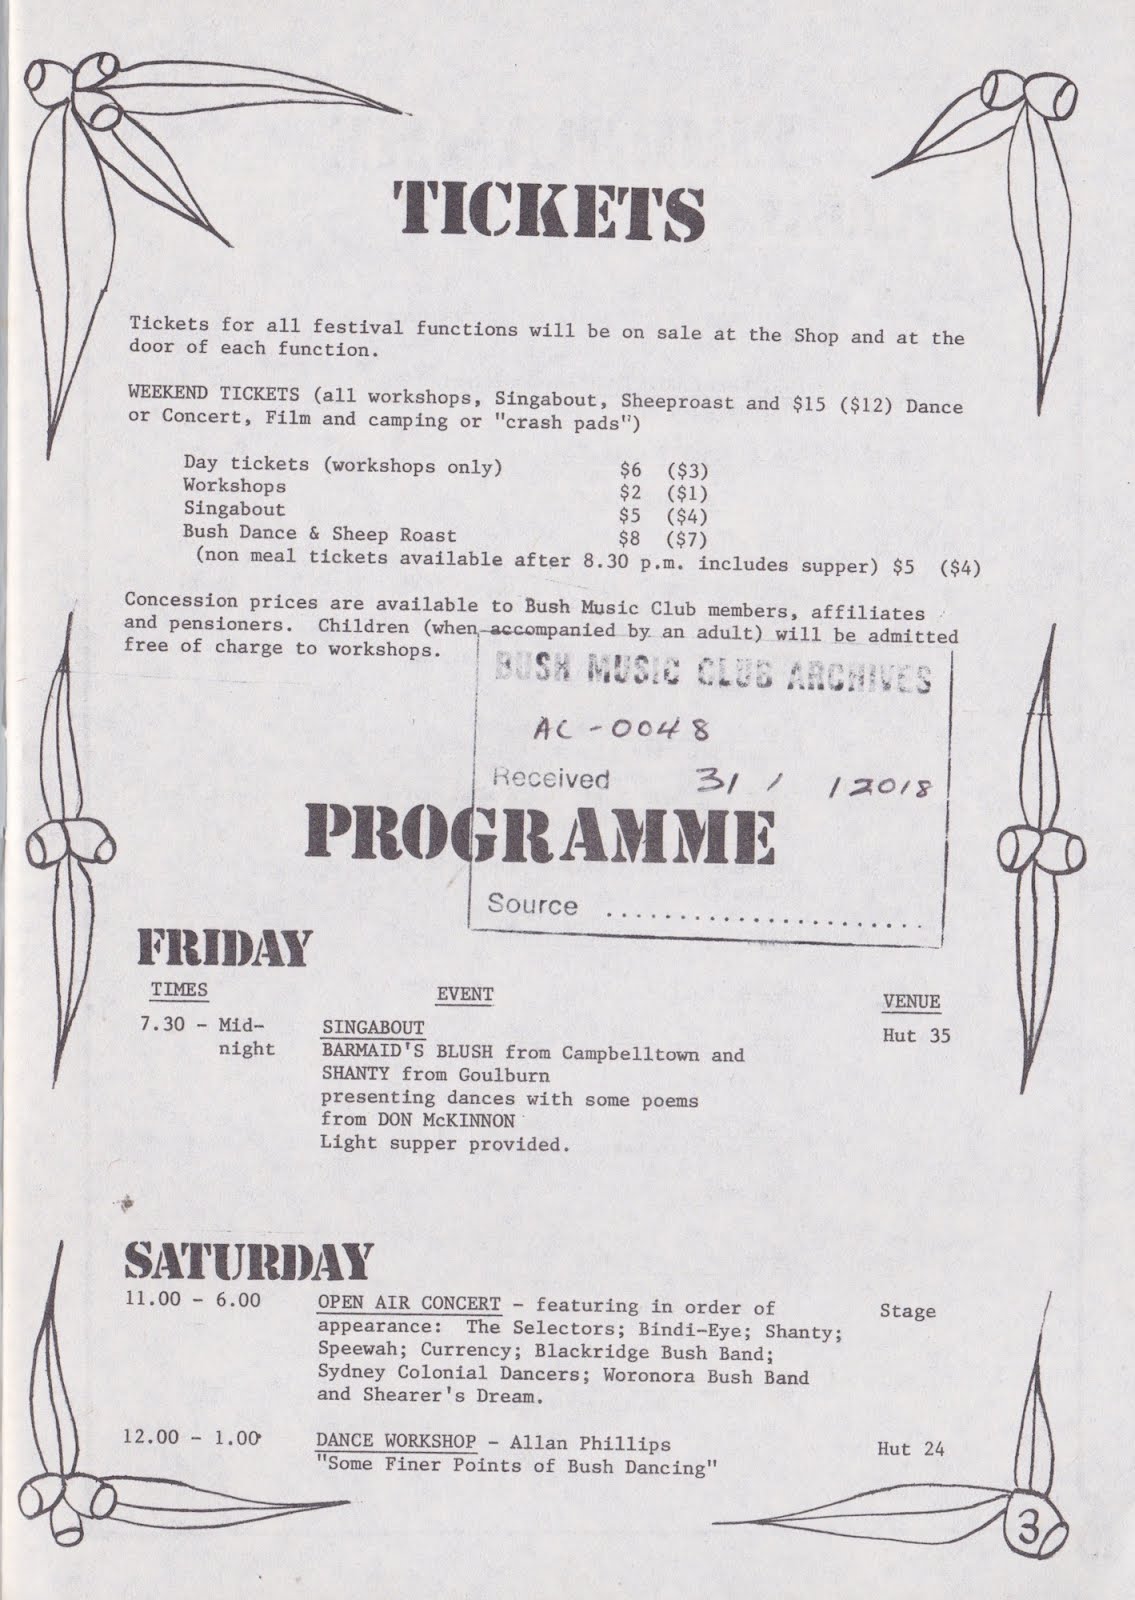 TICKETS
Tickets for all festival functions will be on sale at the Shop and at the
door of each function.
WEEKEND TICKETS (all workshops, Singabout, Sheeproast and $15 ($12) Dance
or Concert, Film and camping or "crash pads")
Day tickets (workshops only) $6 ($3)
Workshops $2 ($1)
Singabout $5 ($4)
Bush Dance & Sheep Roast $8 ($7)
(non meal tickets available after 8.30 p.m. includes supper) $5 ($4)
Concession prices are available to Bush Music Club members, affiliates
and pensioners. Children (when accompanied by an adult) will be admitted
free of charge to workshops.
BUSH MUSIC CLUB ARCHIVES
AC-0048
Received 31 / / 2018
PROGRAMME
Source ........................
FRIDAY
TIMES EVENT VENUE
7.30 - Mid- SINGABOUT Hut 35
night BARMAID'S BLUSH from Campbelltown and
SHANTY from Goulburn
presenting dances with some poems
from DON McKINNON
Light supper provided.
SATURDAY
11.00 - 6.00 OPEN AIR CONCERT - featuring in order of Stage
appearance: The Selectors; Bindi-Eye; Shanty;
Speewah; Currency; Blackridge Bush Band;
Sydney Colonial Dancers; Woronora Bush Band
and Shearer's Dream.
12.00 - 1.00 DANCE WORKSHOP - Allan Phillips Hut 24
"Some Finer Points of Bush Dancing"
3